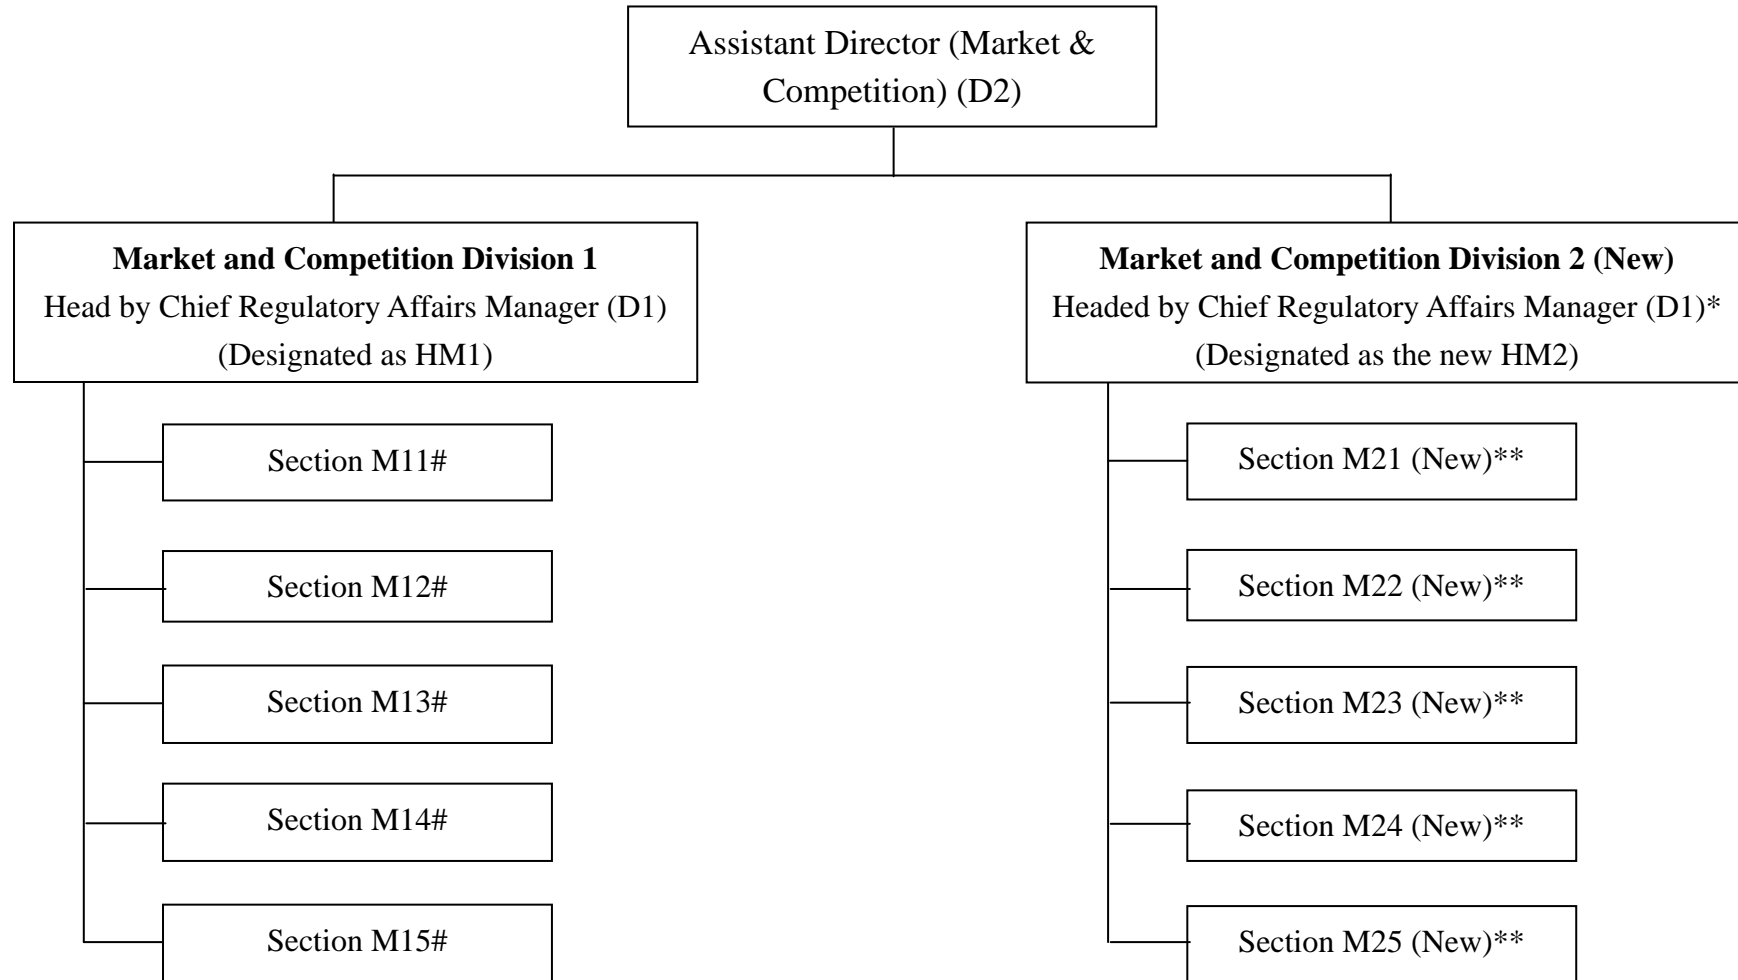 Assistant Director (Market &
Competition) (D2)
Market and Competition Division 1
Head by Chief Regulatory Affairs Manager (D1)
(Designated as HM1)
Market and Competition Division 2 (New)
Headed by Chief Regulatory Affairs Manager (D1)*
(Designated as the new HM2)
Section M11#
Section M12#
Section M13#
Section M14#
Section M15#
Section M21 (New)**
Section M22 (New)**
Section M23 (New)**
Section M24 (New)**
Section M25 (New)**